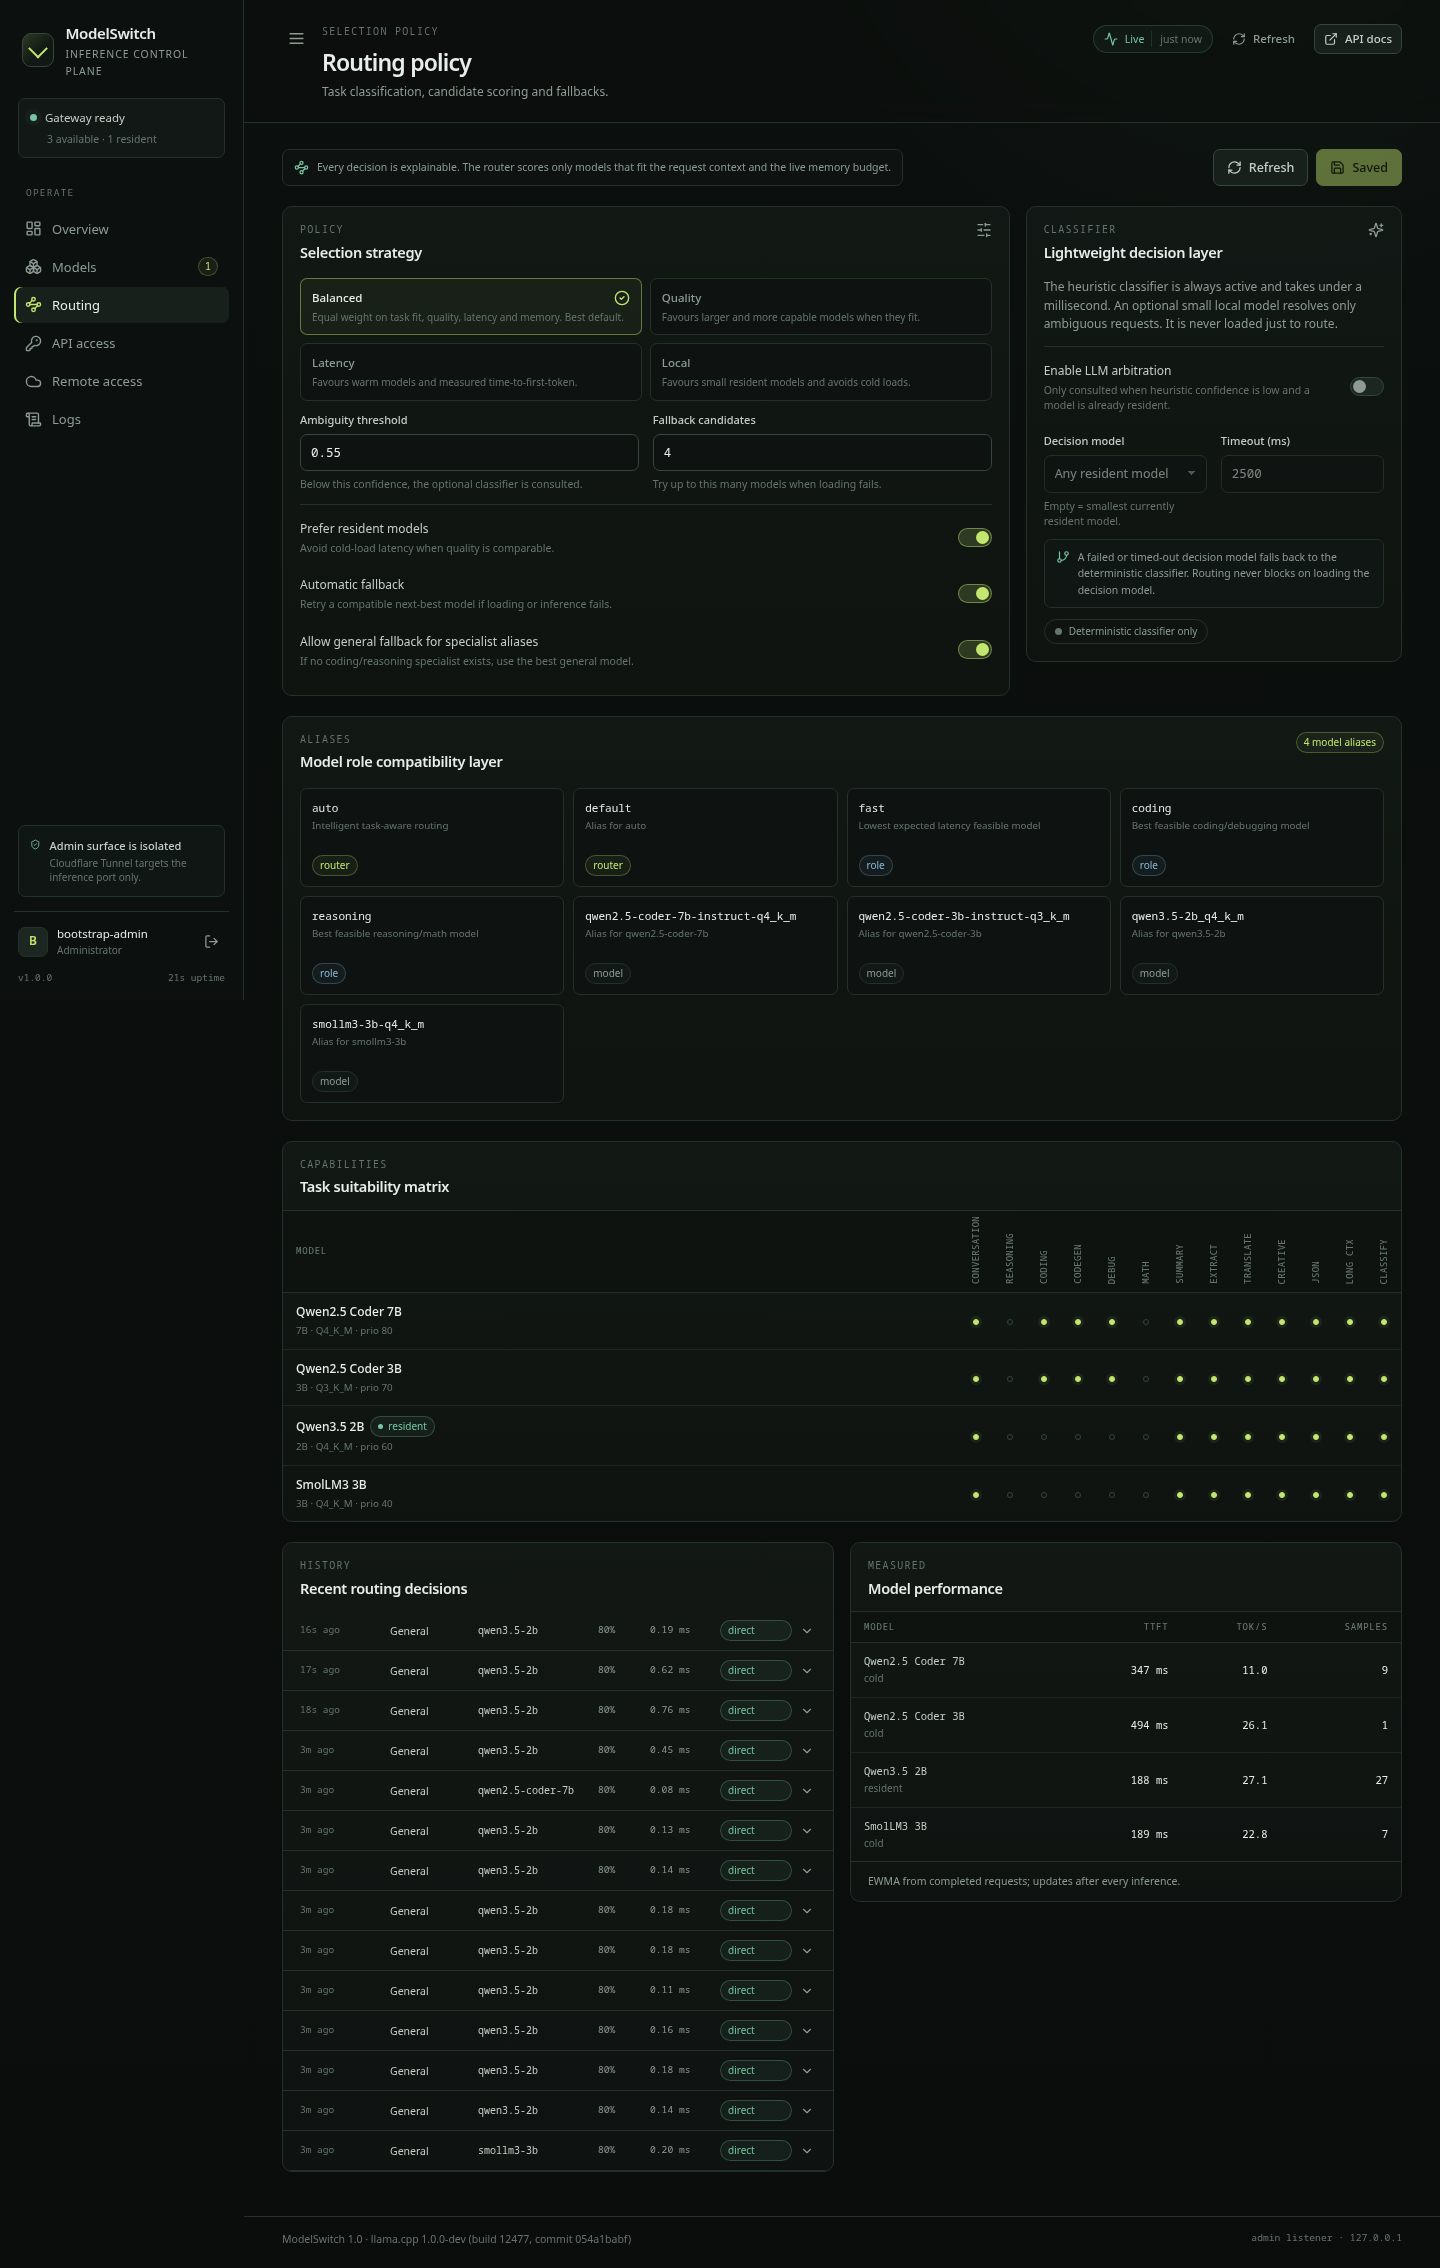 ModelSwitch
INFERENCE CONTROL
PLANE
Gateway ready
3 available · 1 resident
OPERATE
Overview
Models
1
Routing
API access
Remote access
Logs
Admin surface is isolated
Cloudflare Tunnel targets the
inference port only.
B
bootstrap-admin
Administrator
v1.0.0
21s uptime
SELECTION POLICY
Routing policy
Task classification, candidate scoring and fallbacks.
Live
just now
Refresh
API docs
Every decision is explainable. The router scores only models that fit the request context and the live memory budget.
Refresh
Saved
POLICY
Selection strategy
Balanced
Equal weight on task fit, quality, latency and memory. Best default.
Quality
Favours larger and more capable models when they fit.
Latency
Favours warm models and measured time-to-first-token.
Local
Favours small resident models and avoids cold loads.
Ambiguity threshold
0.55
Below this confidence, the optional classifier is consulted.
Fallback candidates
4
Try up to this many models when loading fails.
Prefer resident models
Avoid cold-load latency when quality is comparable.
Automatic fallback
Retry a compatible next-best model if loading or inference fails.
Allow general fallback for specialist aliases
If no coding/reasoning specialist exists, use the best general model.
CLASSIFIER
Lightweight decision layer
The heuristic classifier is always active and takes under a
millisecond. An optional small local model resolves only
ambiguous requests. It is never loaded just to route.
Enable LLM arbitration
Only consulted when heuristic confidence is low and a
model is already resident.
Decision model
Any resident model
Empty = smallest currently
resident model.
Timeout (ms)
2500
A failed or timed-out decision model falls back to the
deterministic classifier. Routing never blocks on loading the
decision model.
Deterministic classifier only
ALIASES
Model role compatibility layer
4 model aliases
auto
Intelligent task-aware routing
router
default
Alias for auto
router
fast
Lowest expected latency feasible model
role
coding
Best feasible coding/debugging model
role
reasoning
Best feasible reasoning/math model
role
qwen2.5-coder-7b-instruct-q4_k_m
Alias for qwen2.5-coder-7b
model
qwen2.5-coder-3b-instruct-q3_k_m
Alias for qwen2.5-coder-3b
model
qwen3.5-2b_q4_k_m
Alias for qwen3.5-2b
model
smollm3-3b-q4_k_m
Alias for smollm3-3b
model
CAPABILITIES
Task suitability matrix
MODEL CONVERSATION REASONING CODING CODEGEN DEBUG MATH SUMMARY EXTRACT TRANSLATE CREATIVE JSON LONG CTX CLASSIFY
Qwen2.5 Coder 7B
7B · Q4_K_M · prio 80
Qwen2.5 Coder 3B
3B · Q3_K_M · prio 70
Qwen3.5 2B resident
2B · Q4_K_M · prio 60
SmolLM3 3B
3B · Q4_K_M · prio 40
HISTORY
Recent routing decisions
16s ago General qwen3.5-2b 80% 0.19 ms direct
17s ago General qwen3.5-2b 80% 0.62 ms direct
18s ago General qwen3.5-2b 80% 0.76 ms direct
3m ago General qwen3.5-2b 80% 0.45 ms direct
3m ago General qwen2.5-coder-7b 80% 0.08 ms direct
3m ago General qwen3.5-2b 80% 0.13 ms direct
3m ago General qwen3.5-2b 80% 0.14 ms direct
3m ago General qwen3.5-2b 80% 0.18 ms direct
3m ago General qwen3.5-2b 80% 0.18 ms direct
3m ago General qwen3.5-2b 80% 0.11 ms direct
3m ago General qwen3.5-2b 80% 0.16 ms direct
3m ago General qwen3.5-2b 80% 0.18 ms direct
3m ago General qwen3.5-2b 80% 0.14 ms direct
3m ago General smollm3-3b 80% 0.20 ms direct
MEASURED
Model performance
MODEL TTFT TOK/S SAMPLES
Qwen2.5 Coder 7B
cold
347 ms 11.0 9
Qwen2.5 Coder 3B
cold
494 ms 26.1 1
Qwen3.5 2B
resident
188 ms 27.1 27
SmolLM3 3B
cold
189 ms 22.8 7
EWMA from completed requests; updates after every inference.
ModelSwitch 1.0 · llama.cpp 1.0.0-dev (build 12477, commit 054a1babf)
admin listener · 127.0.0.1